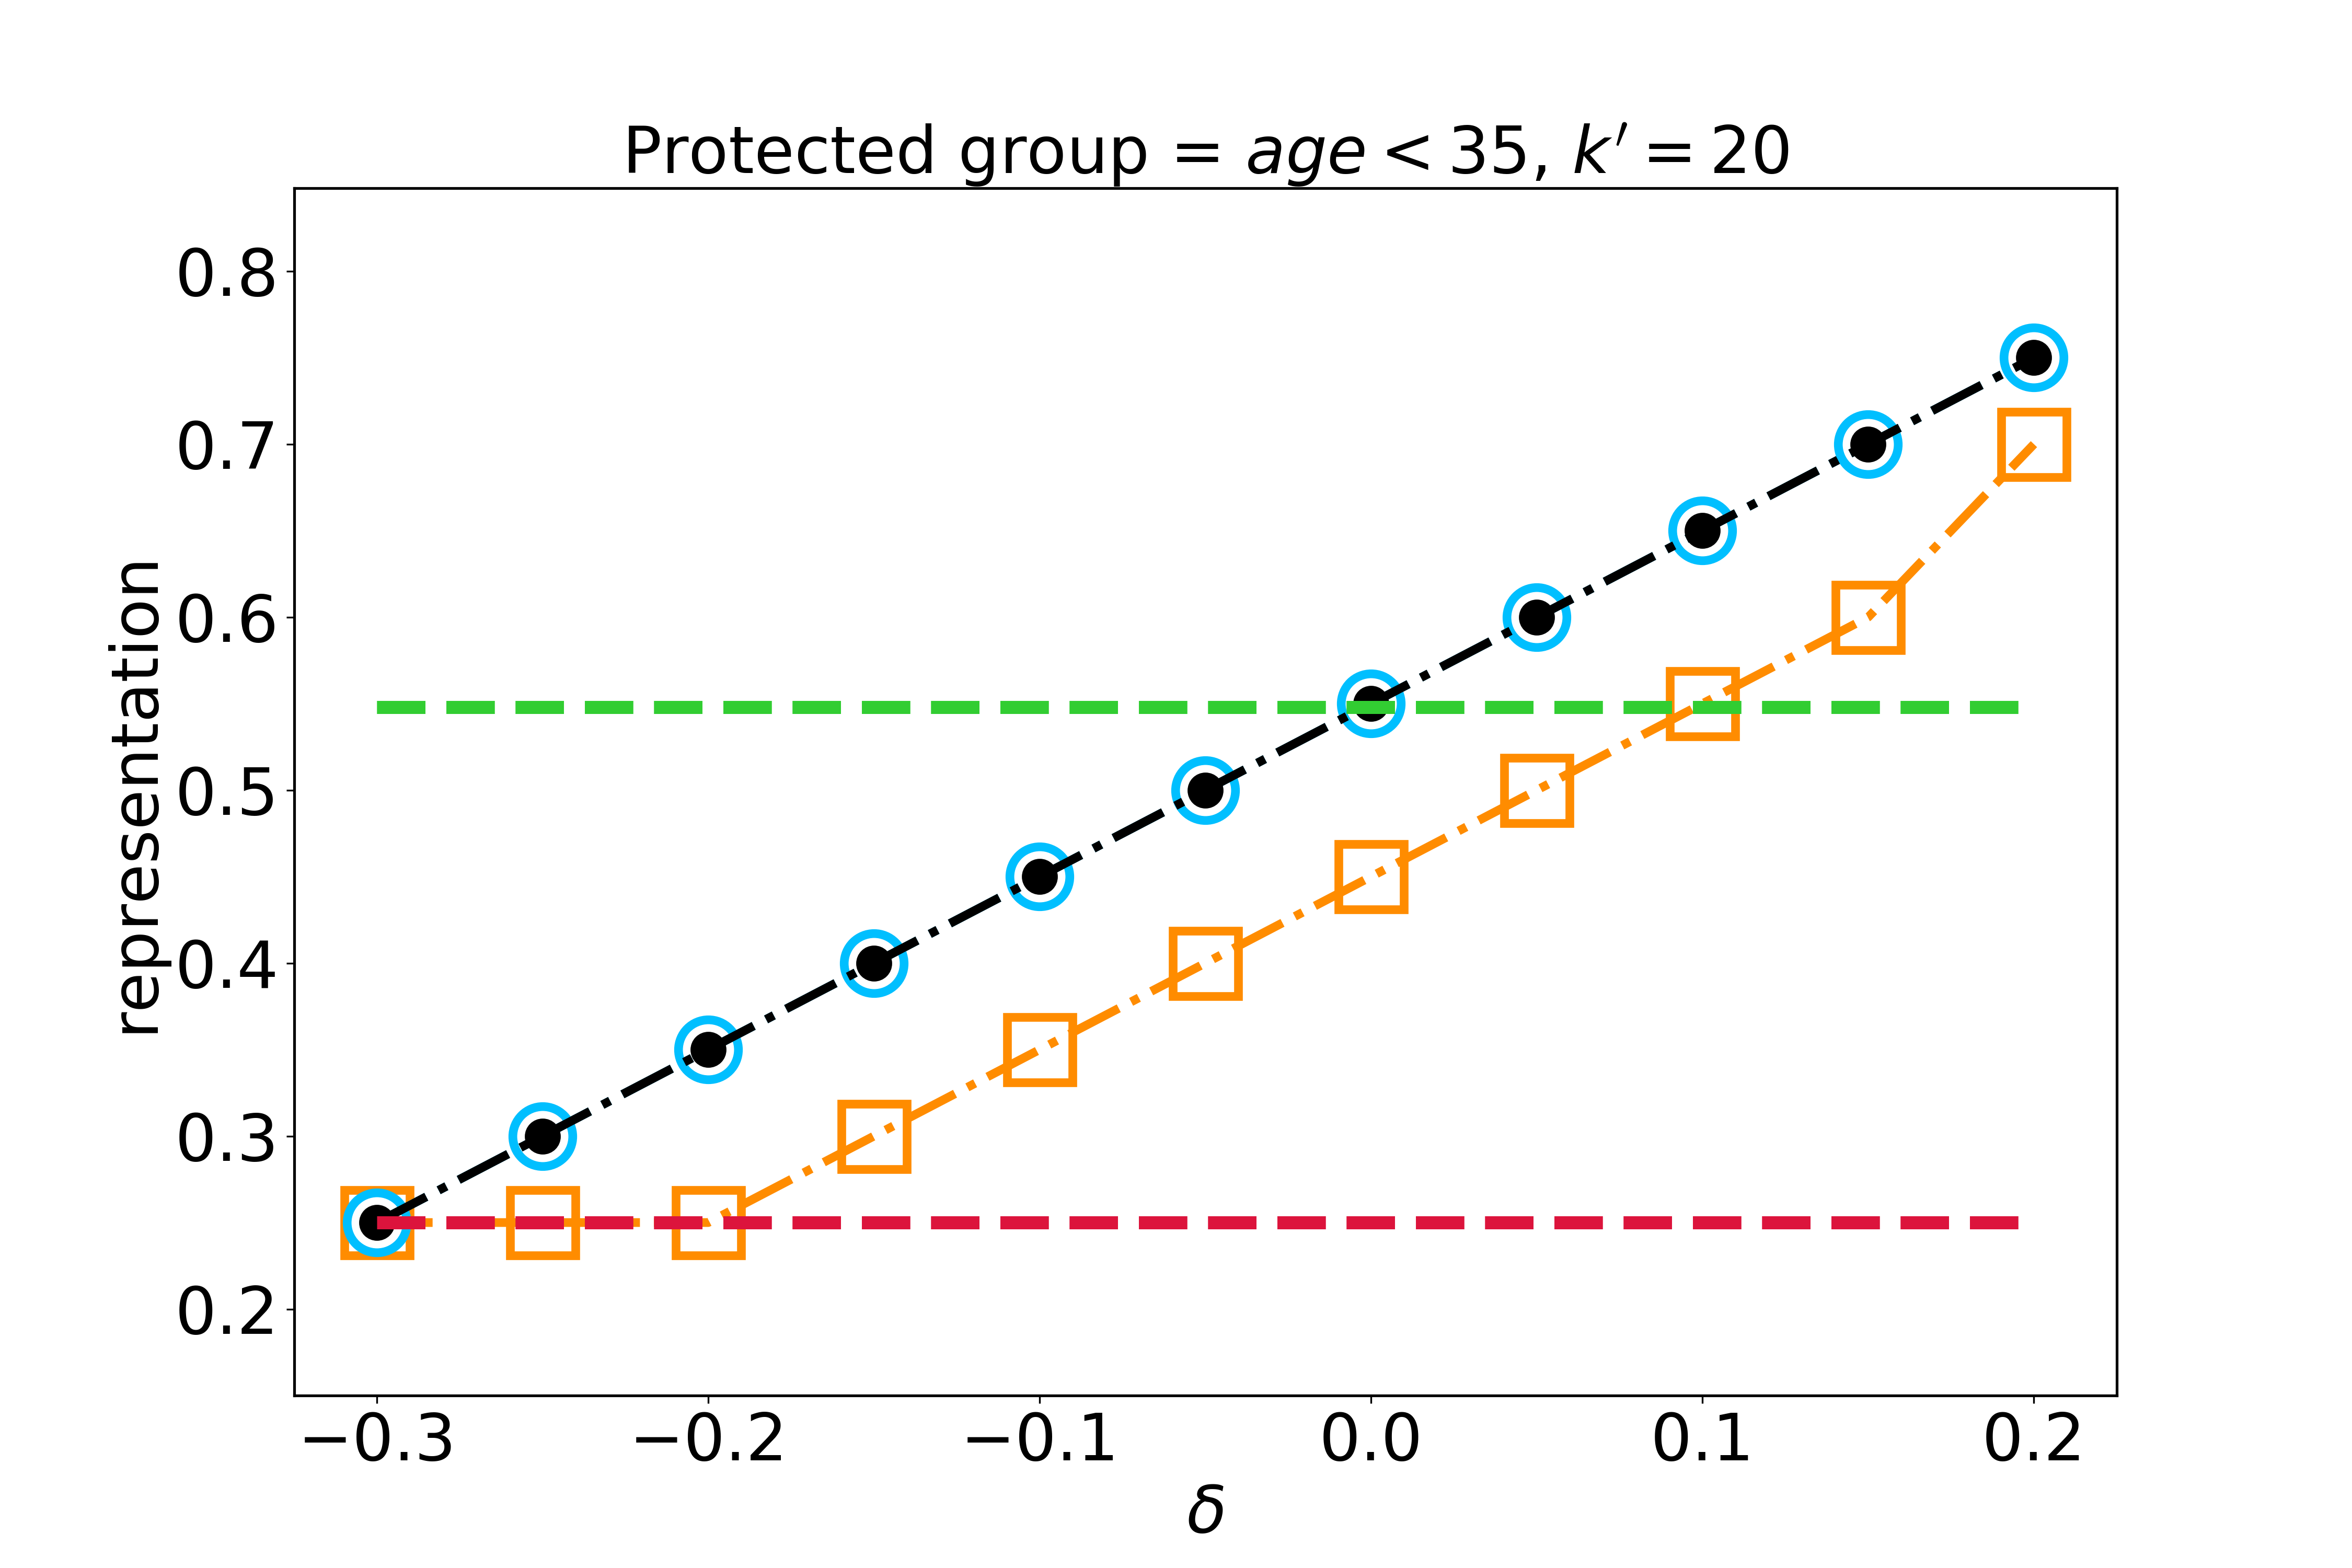 Protected group = age < 35, k′ = 20
representation
0.8
0.7
0.6
0.5
0.4
0.3
0.2
−0.3 −0.2 −0.1 0.0 0.1 0.2
δ